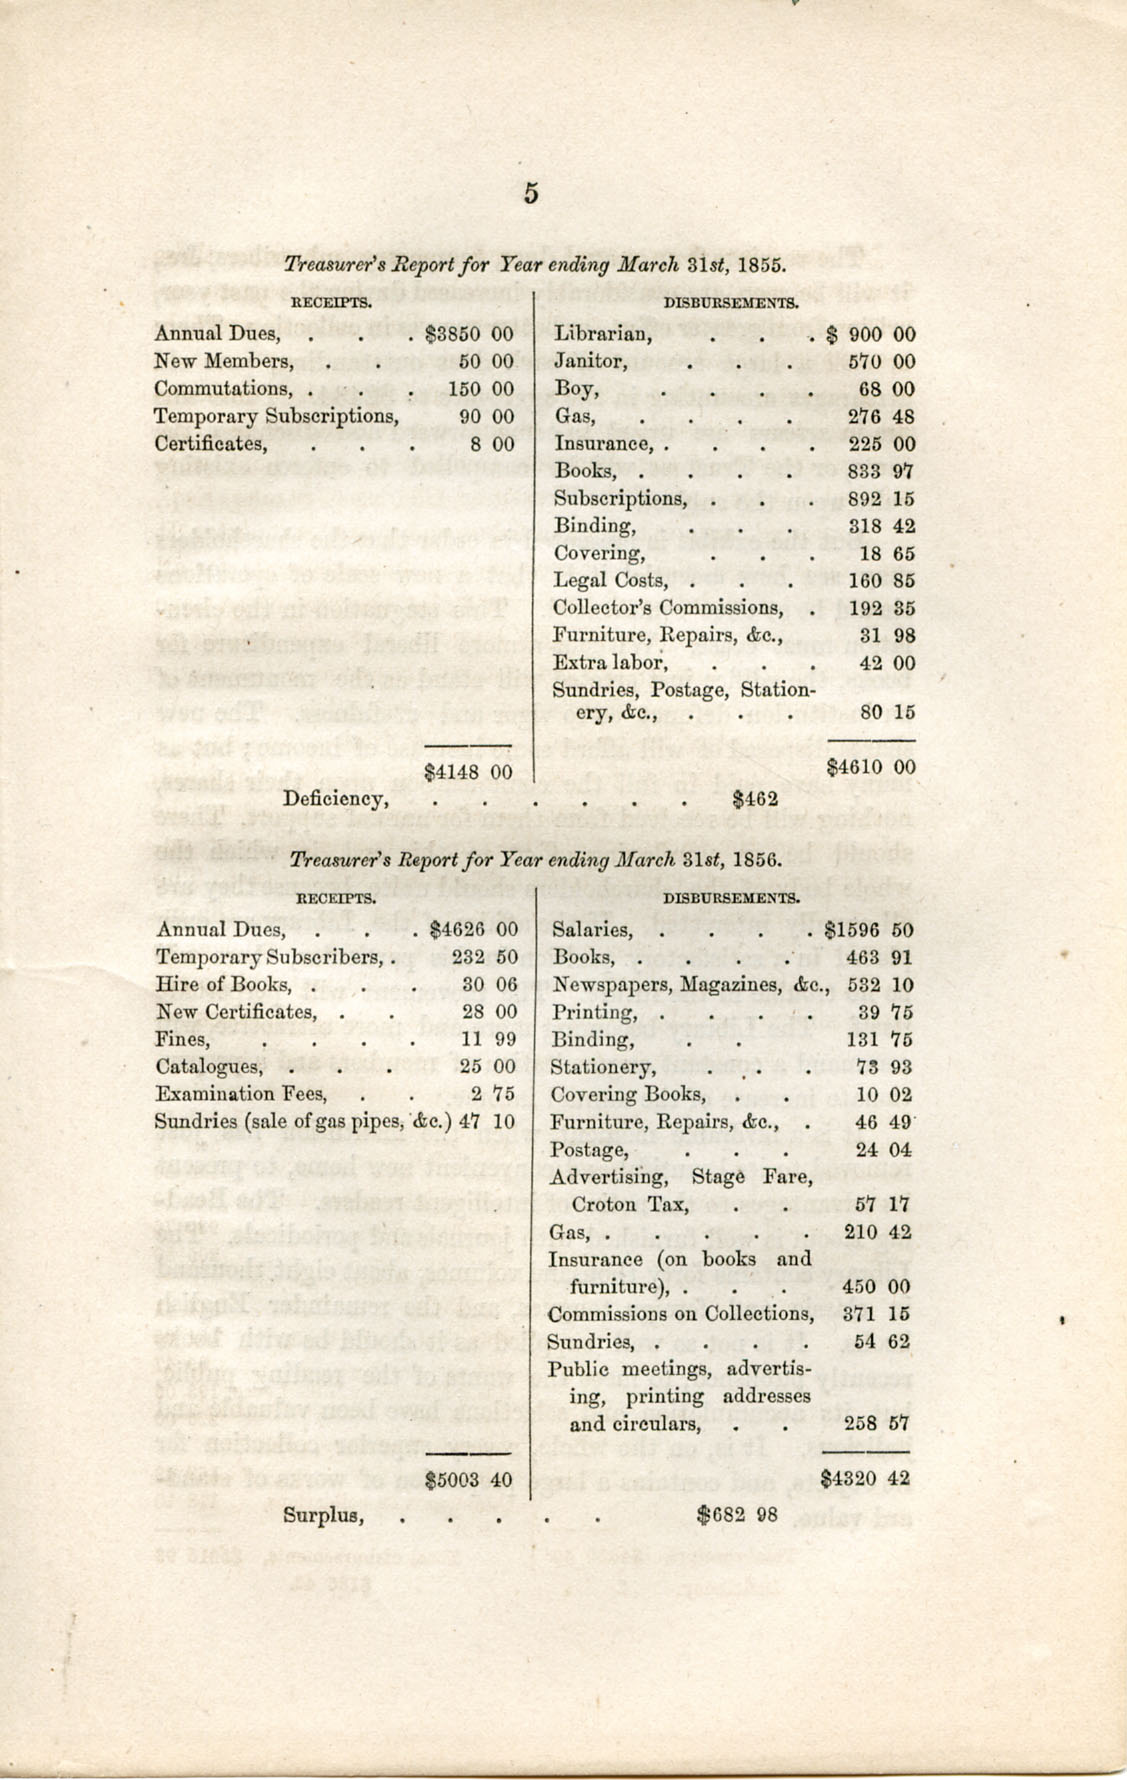 5
Treasurer's Report for Year ending March 31st, 1855.
RECEIPTS.
Annual Dues, . . . $3850 00
New Members, . . 50 00
Commutations, . . . 150 00
Temporary Subscriptions, 90 00
Certificates, . . . 8 00
$4148 00
DISBURSEMENTS.
Librarian, . . . $ 900 00
Janitor, . . . 570 00
Boy, . . . . 68 00
Gas, . . . . 276 48
Insurance, . . . . 225 00
Books, . . . . 833 97
Subscriptions, . . . 892 15
Binding, . . . 318 42
Covering, . . . 18 65
Legal Costs, . . . 160 85
Collector's Commissions, . 192 35
Furniture, Repairs, &c., 31 98
Extra labor, . . . 42 00
Sundries, Postage, Station-
ery, &c., . . . 80 15
$4610 00
Deficiency, . . . . . . $462
Treasurer's Report for Year ending March 31st, 1856.
RECEIPTS.
Annual Dues, . . . $4626 00
Temporary Subscribers, . 232 50
Hire of Books, . . . 30 06
New Certificates, . . 28 00
Fines, . . . . 11 99
Catalogues, . . . 25 00
Examination Fees, . . 2 75
Sundries (sale of gas pipes, &c.) 47 10
$5003 40
DISBURSEMENTS.
Salaries, . . . . $1596 50
Books, . . . . 463 91
Newspapers, Magazines, &c., 532 10
Printing, . . . . 39 75
Binding, . . 131 75
Stationery, . . . 73 93
Covering Books, . . 10 02
Furniture, Repairs, &c., . 46 49
Postage, . . . 24 04
Advertising, Stage Fare,
Croton Tax, . . 57 17
Gas, . . . . . 210 42
Insurance (on books and
furniture), . . . 450 00
Commissions on Collections, 371 15
Sundries, . . . . 54 62
Public meetings, advertis-
ing, printing addresses
and circulars, . . 258 57
$4320 42
Surplus, . . . . . $682 98